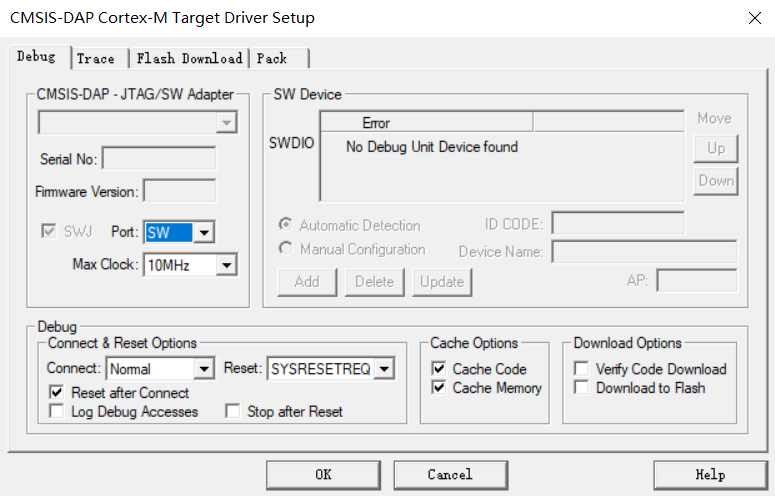 CMSIS-DAP Cortex-M Target Driver Setup
Debug Trace Flash Download Pack
CMSIS-DAP - JTAG/SW Adapter
Serial No:
Firmware Version:
SWJ Port: SW
Max Clock: 10MHz
SW Device
Error
SWDIO No Debug Unit Device found
Move
Up
Down
Automatic Detection ID CODE:
Manual Configuration Device Name:
Add Delete Update AP:
Debug
Connect & Reset Options
Connect: Normal Reset: SYSRESETREQ
Reset after Connect
Log Debug Accesses Stop after Reset
Cache Options
Cache Code
Cache Memory
Download Options
Verify Code Download
Download to Flash
OK Cancel Help